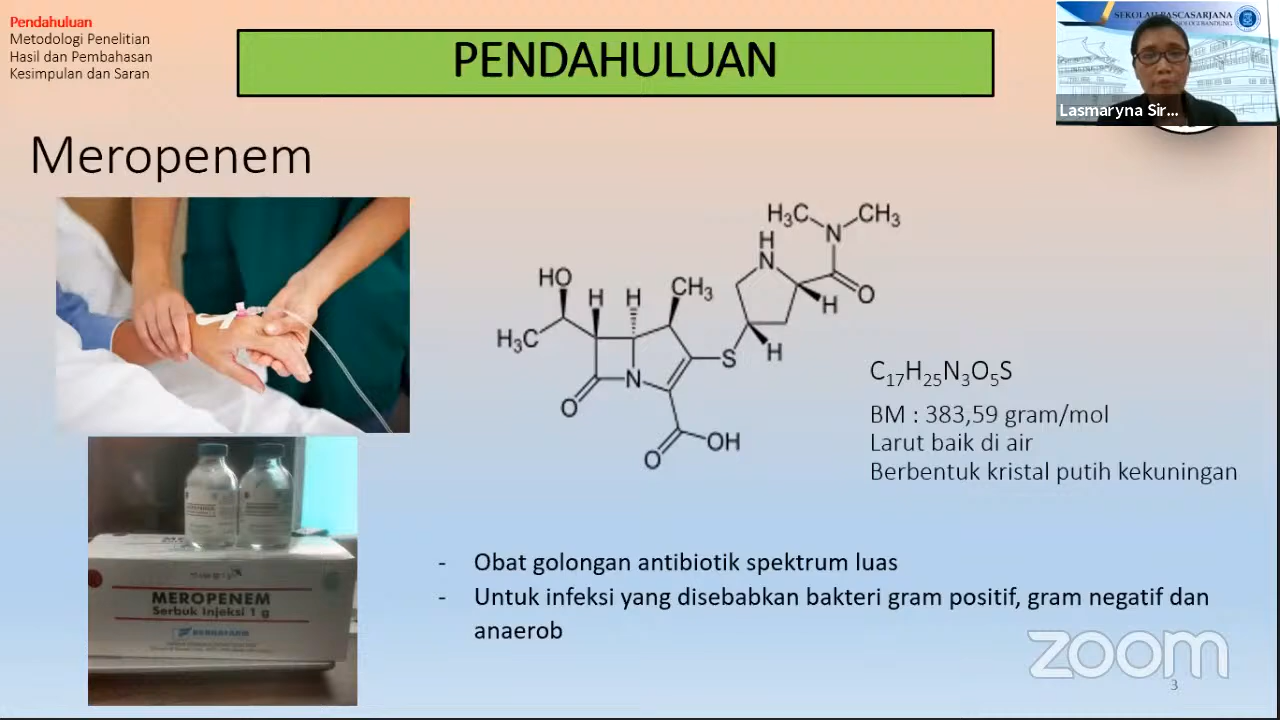 Pendahuluan
Metodologi Penelitian
Hasil dan Pembahasan
Kesimpulan dan Saran
PENDAHULUAN
SEKOLAH PASCASARJANA
Lasmaryna Sir...
Meropenem
H₃C
CH₃
N
H
N
HO
H
H
CH₃
O
H
H₃C
S
H
N
O
OH
O
C₁₇H₂₅N₃O₅S
BM : 383,59 gram/mol
Larut baik di air
Berbentuk kristal putih kekuningan
MEROPENEM
Serbuk Injeksi 1 g
- Obat golongan antibiotik spektrum luas
- Untuk infeksi yang disebabkan bakteri gram positif, gram negatif dan
anaerob
zoom
3